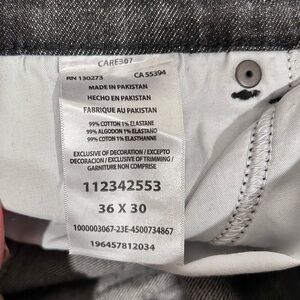 CARE307
RN 130273 CA 55394
MADE IN PAKISTAN
HECHO EN PAKISTAN
FABRIQUÉ AU PAKISTAN
99% COTTON 1% ELASTANE
99% ALGODON 1% ELASTANO
99% COTON 1% ELASTHANNE
EXCLUSIVE OF DECORATION / EXCEPTO
DECORACION / EXCLUSIVE OF TRIMMING /
GARNITURE NON COMPRISE
112342553
36 X 30
1000003067-23E-4500734867
196457812034